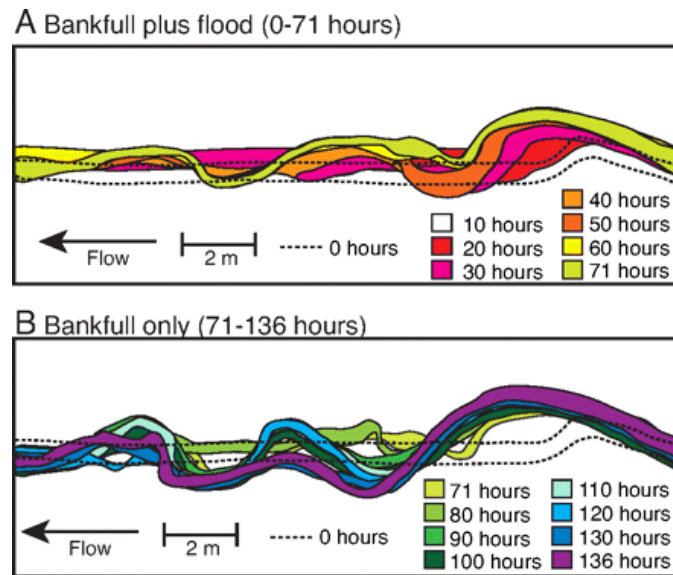 A Bankfull plus flood (0-71 hours)
Flow
2 m
0 hours
10 hours
20 hours
30 hours
40 hours
50 hours
60 hours
71 hours
B Bankfull only (71-136 hours)
Flow
2 m
0 hours
71 hours
80 hours
90 hours
100 hours
110 hours
120 hours
130 hours
136 hours